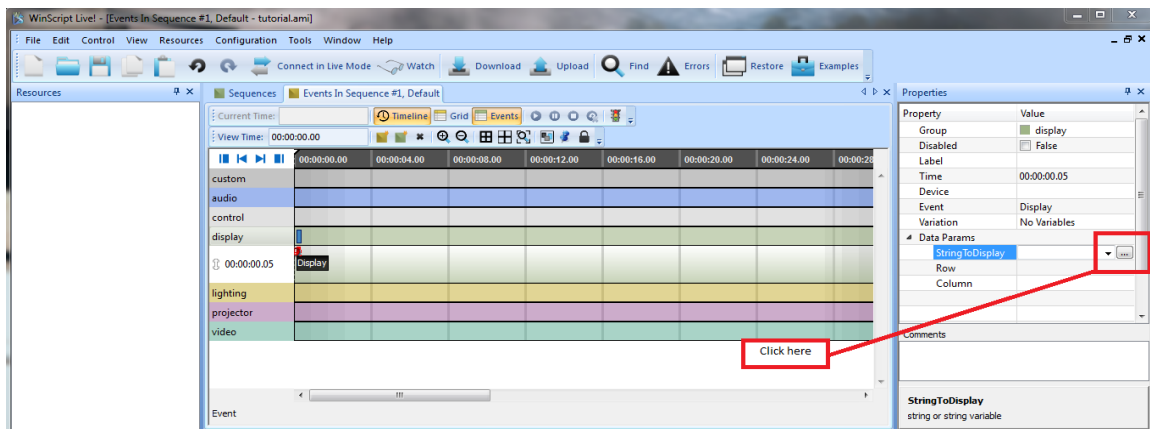 WinScript Live! - [Events In Sequence #1, Default - tutorial.ami]
File Edit Control View Resources Configuration Tools Window Help
Connect in Live Mode Watch Download Upload Find Errors Restore Examples
Resources
Sequences Events In Sequence #1, Default
Current Time: Timeline Grid Events
View Time: 00:00:00.00
00:00:00.00 00:00:04.00 00:00:08.00 00:00:12.00 00:00:16.00 00:00:20.00 00:00:24.00 00:00:28
custom
audio
control
display
00:00:00.05 Display
lighting
projector
video
Click here
Event
Properties
Property Value
Group display
Disabled False
Label
Time 00:00:00.05
Device
Event Display
Variation No Variables
Data Params
StringToDisplay ...
Row
Column
Comments
StringToDisplay
string or string variable